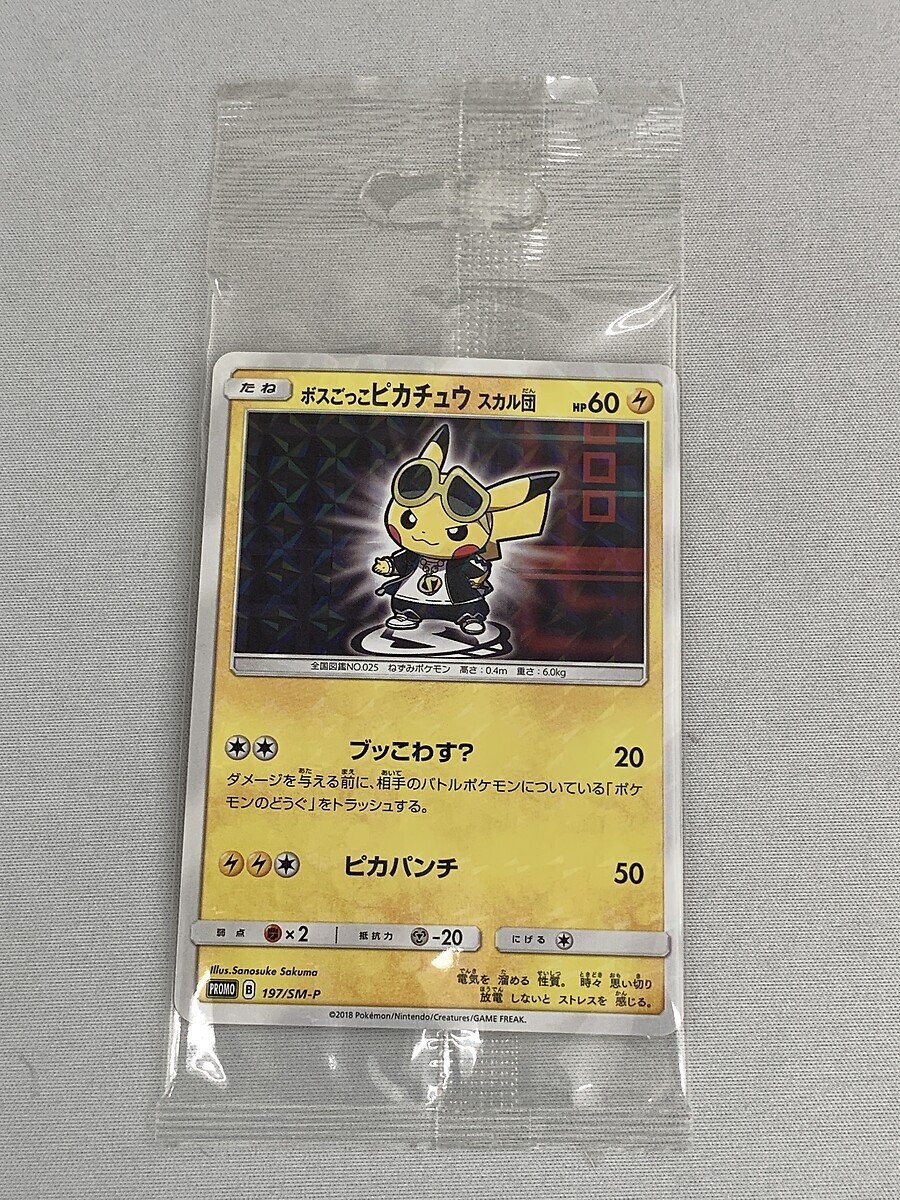 たね ボスごっこピカチュウ スカル団 HP60
全国図鑑NO.025 ねずみポケモン 高さ:0.4m 重さ:6.0kg
ブッこわす? 20
ダメージを与える前に、相手のバトルポケモンについている「ポケ
モンのどうぐ」をトラッシュする。
ピカパンチ 50
弱点 ×2 抵抗力 -20 にげる
Illus.Sanosuke Sakuma
電気を 溜める 性質。 時々 思い切り
放電 しないと ストレスを 感じる。
PROMO B 197/SM-P
©2018 Pokémon/Nintendo/Creatures/GAME FREAK.